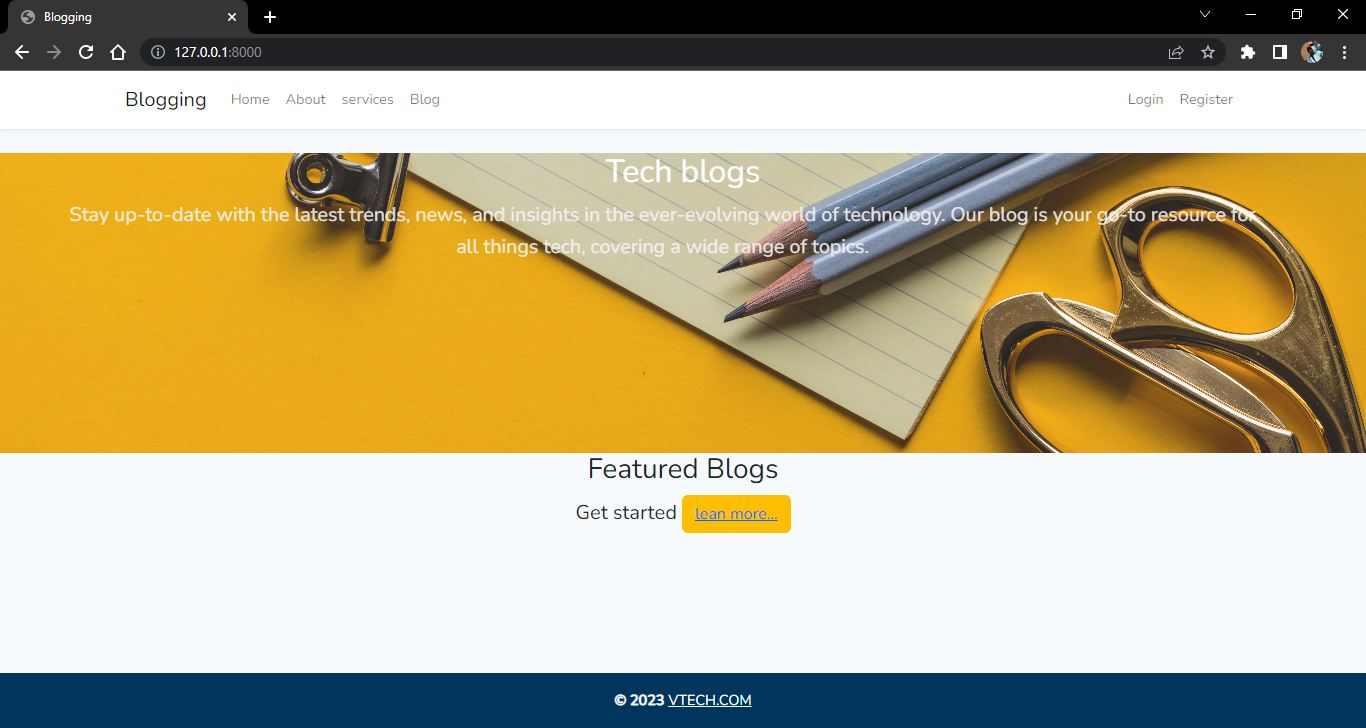 Blogging
127.0.0.1:8000
Blogging Home About services Blog Login Register
Tech blogs
Stay up-to-date with the latest trends, news, and insights in the ever-evolving world of technology. Our blog is your go-to resource for
all things tech, covering a wide range of topics.
Featured Blogs
Get started lean more...
© 2023 VTECH.COM